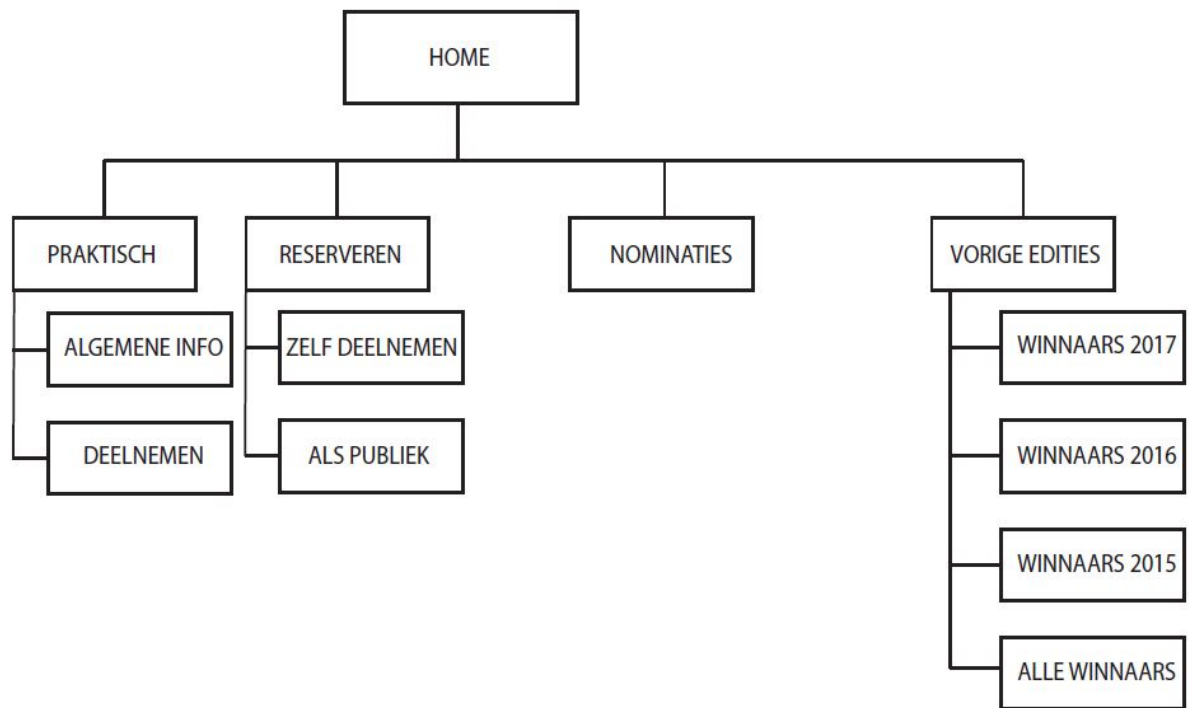 HOME
PRAKTISCH
RESERVEREN
NOMINATIES
VORIGE EDITIES
ALGEMENE INFO
ZELF DEELNEMEN
WINNAARS 2017
DEELNEMEN
ALS PUBLIEK
WINNAARS 2016
WINNAARS 2015
ALLE WINNAARS